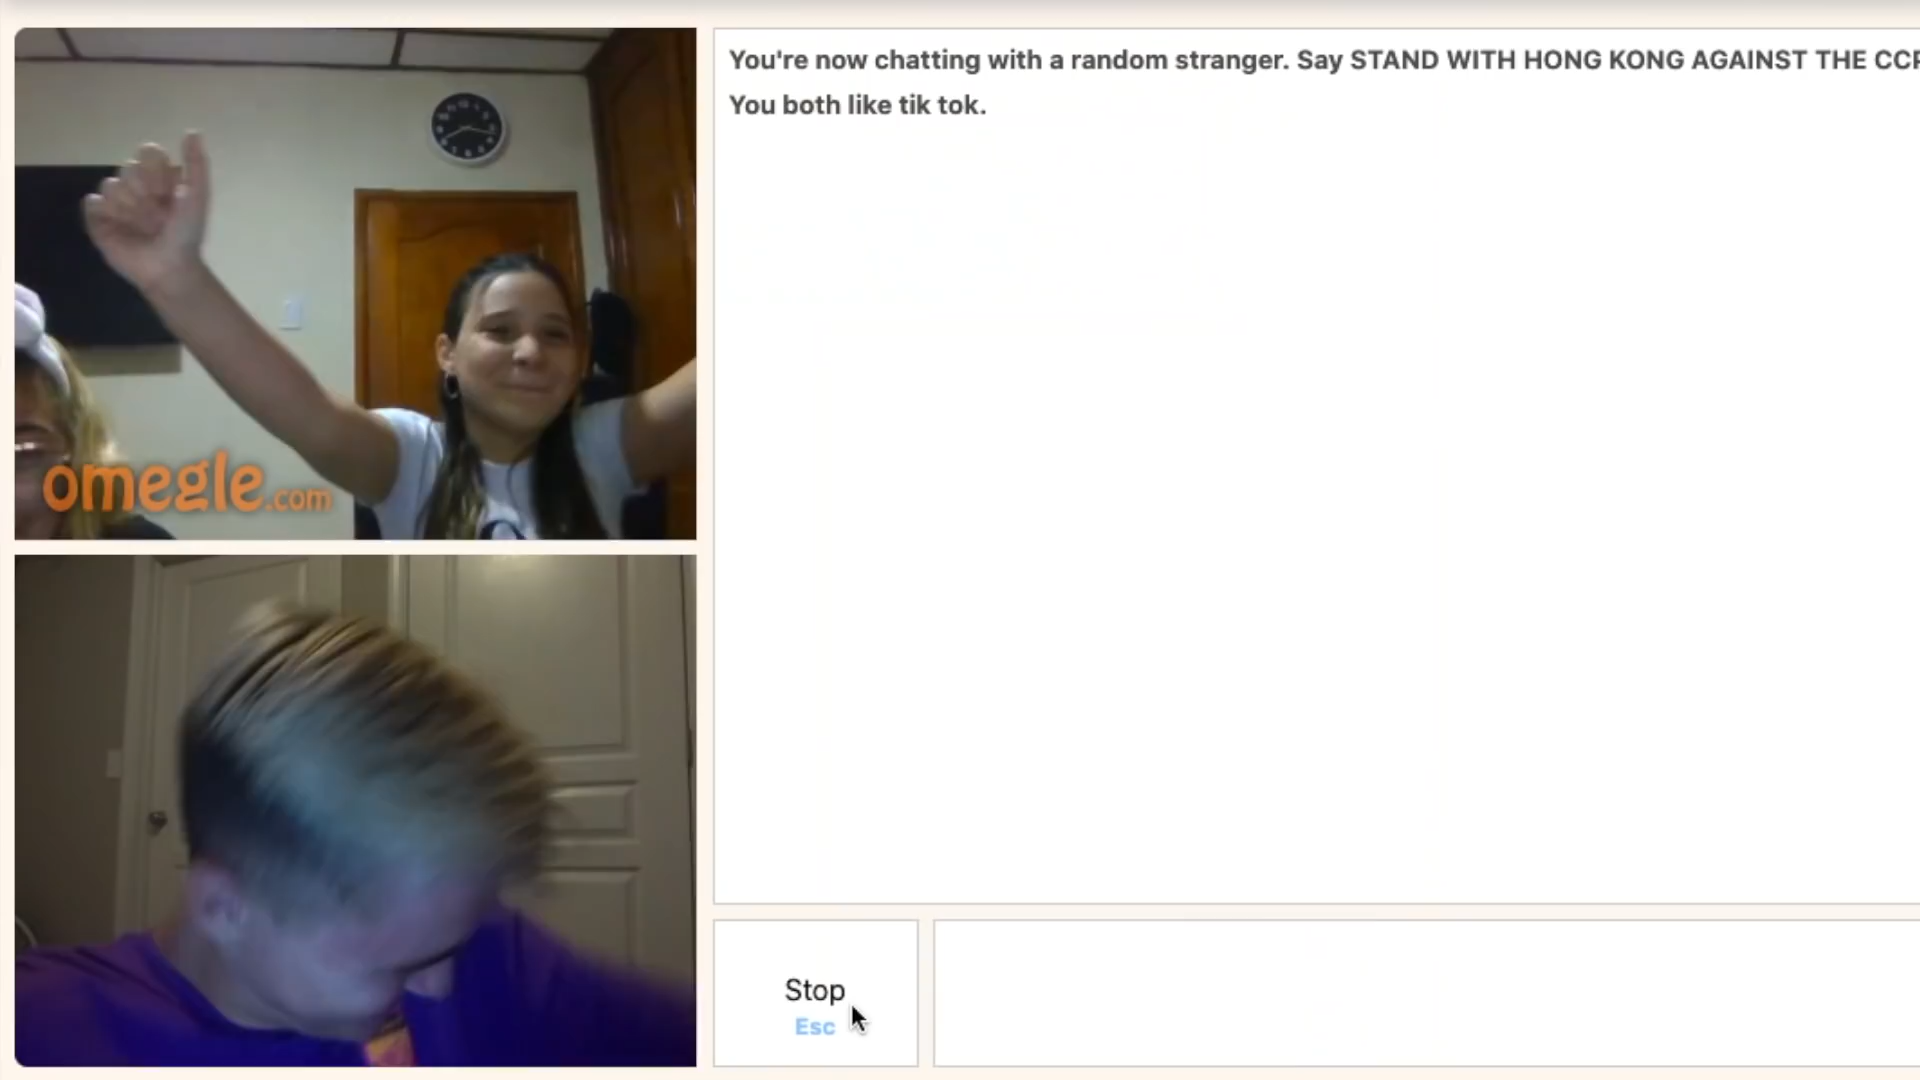 You're now chatting with a random stranger. Say STAND WITH HONG KONG AGAINST THE CCP
You both like tik tok.
omegle.com
Stop
Esc